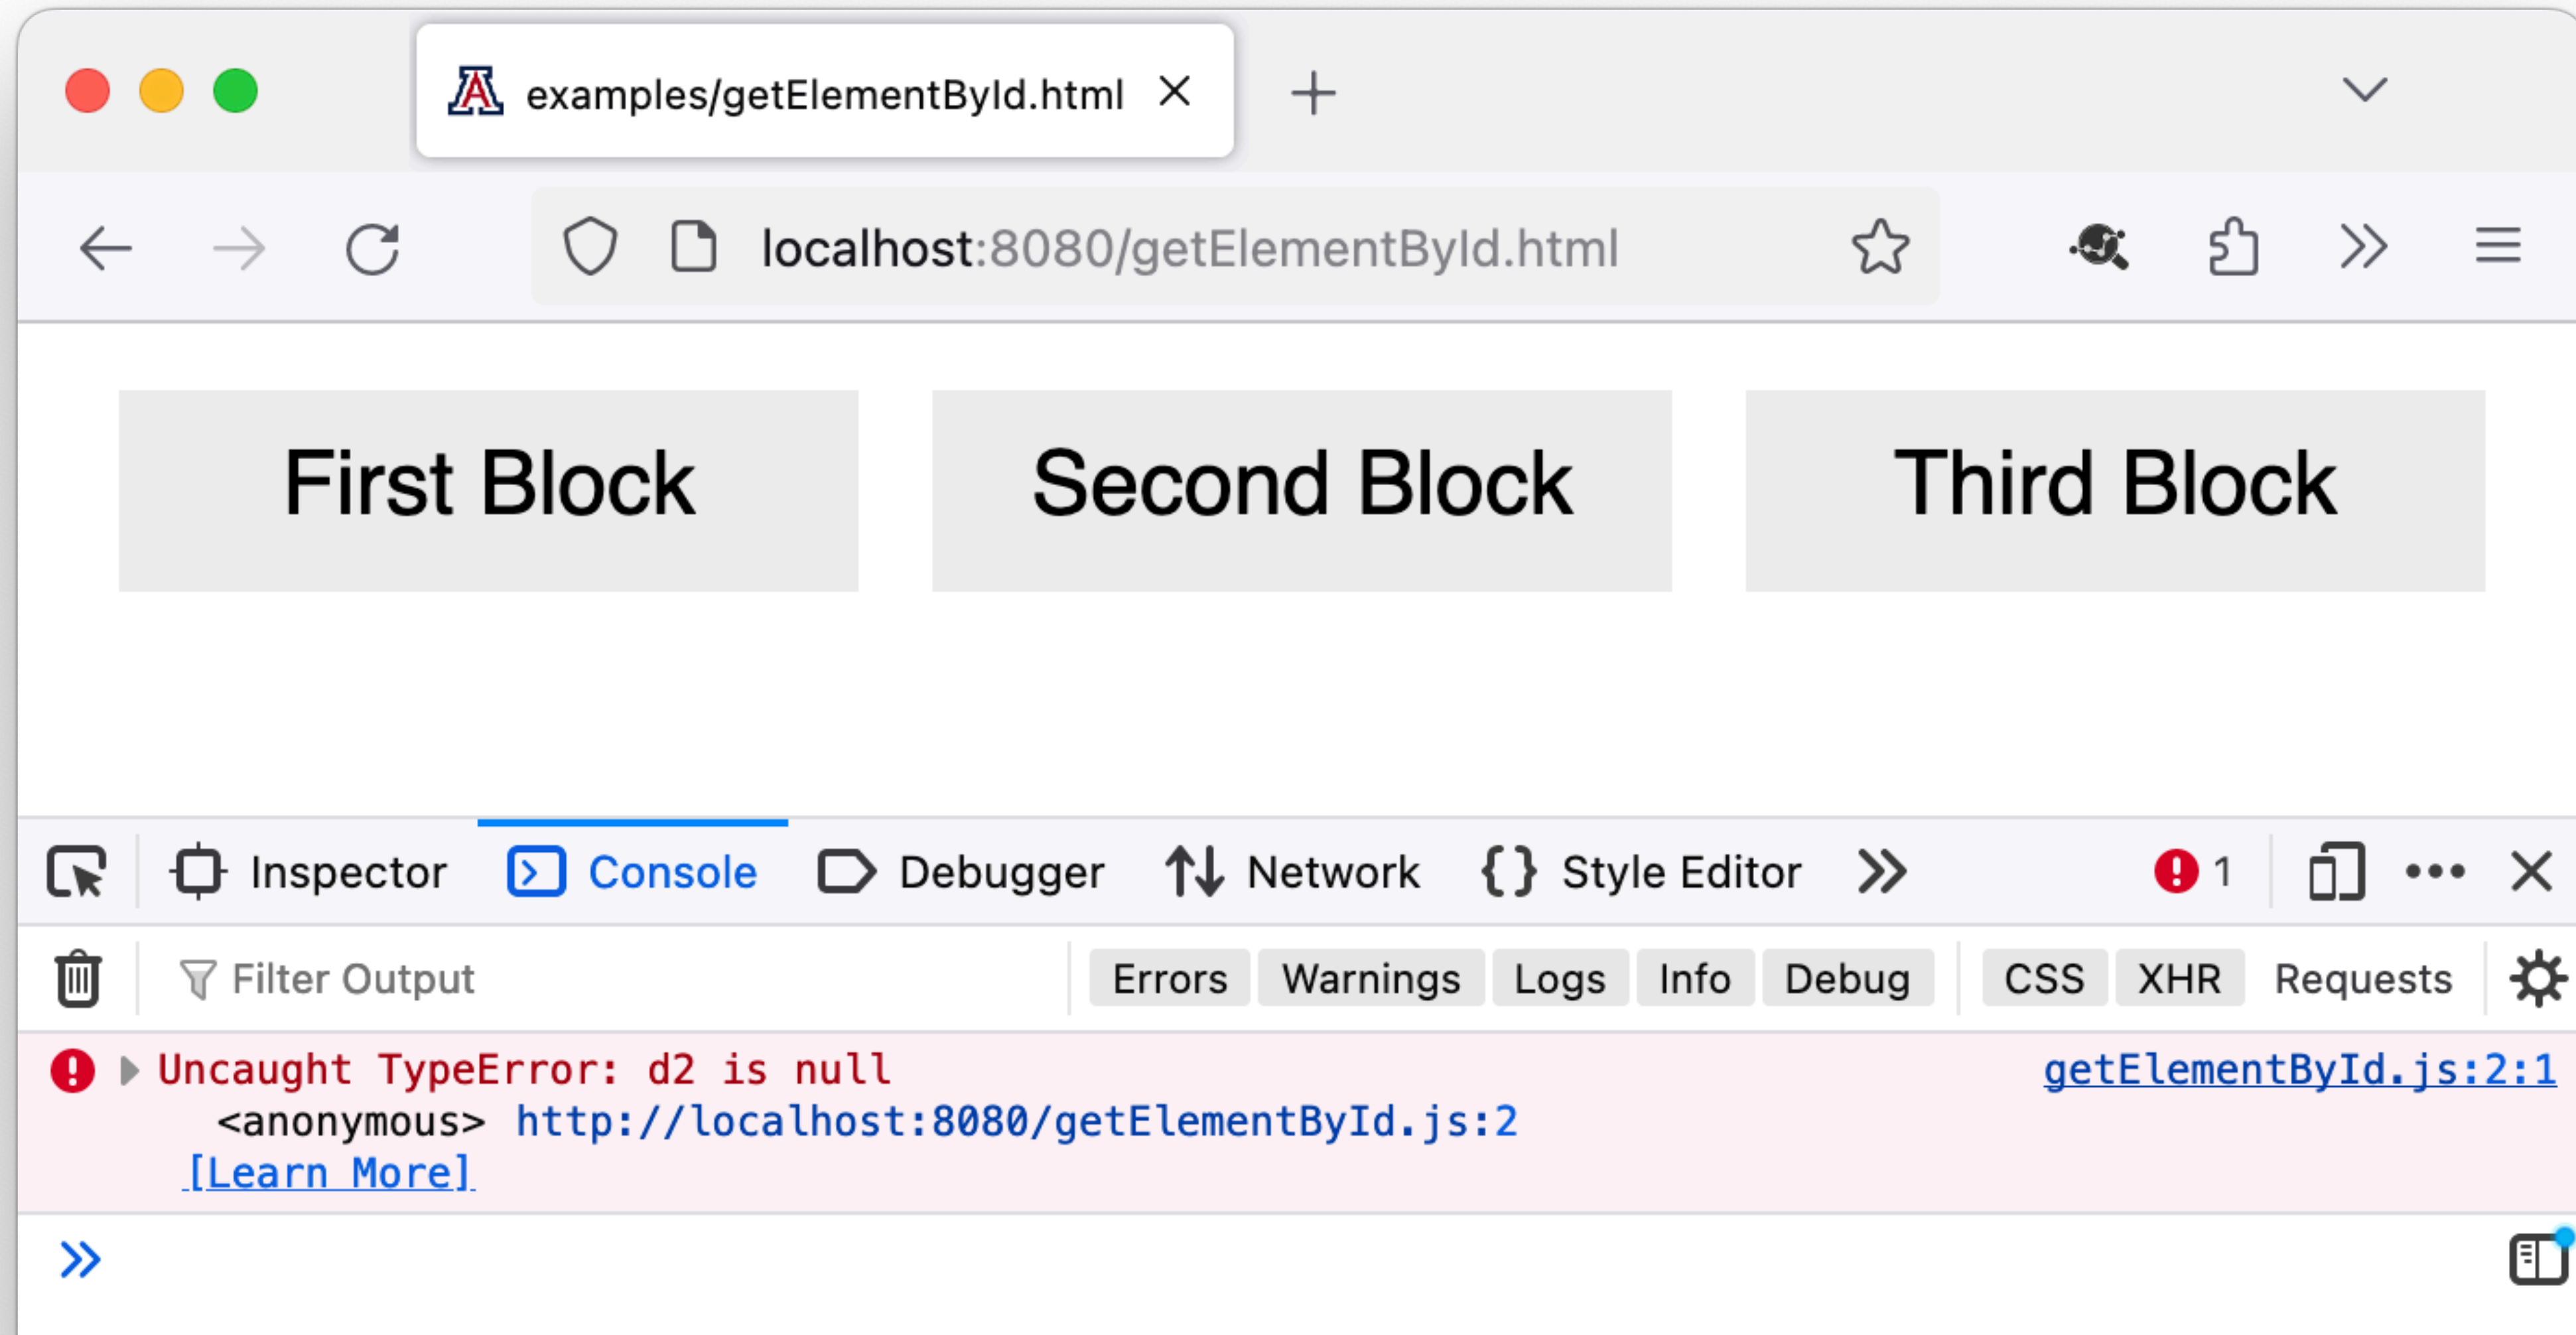 examples/getElementById.html
localhost:8080/getElementById.html
First Block
Second Block
Third Block
Inspector
Console
Debugger
Network
Style Editor
1
Filter Output
Errors
Warnings
Logs
Info
Debug
CSS
XHR
Requests
Uncaught TypeError: d2 is null
getElementById.js:2:1
<anonymous> http://localhost:8080/getElementById.js:2
[Learn More]